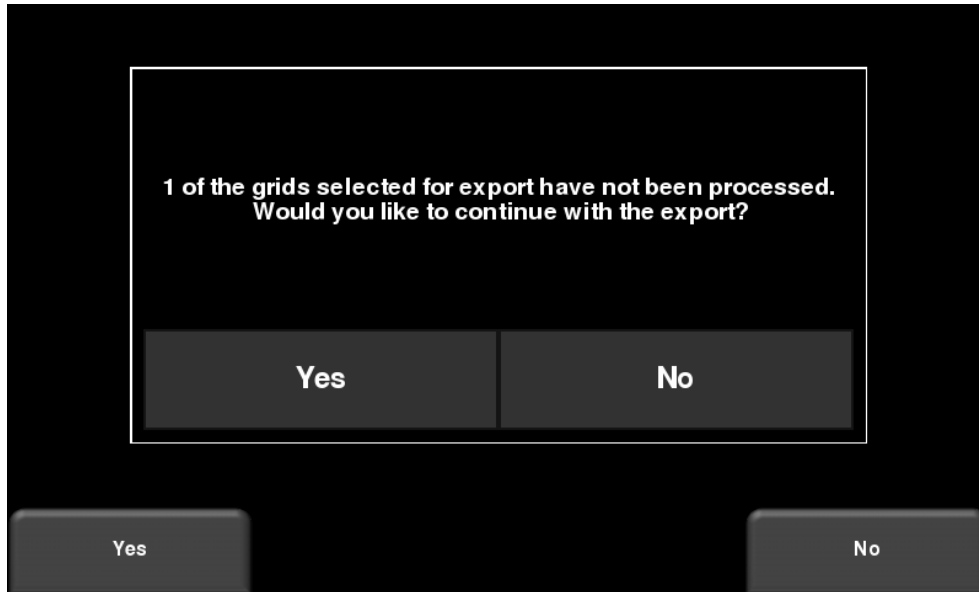 1 of the grids selected for export have not been processed.
Would you like to continue with the export?
Yes
No
Yes
No